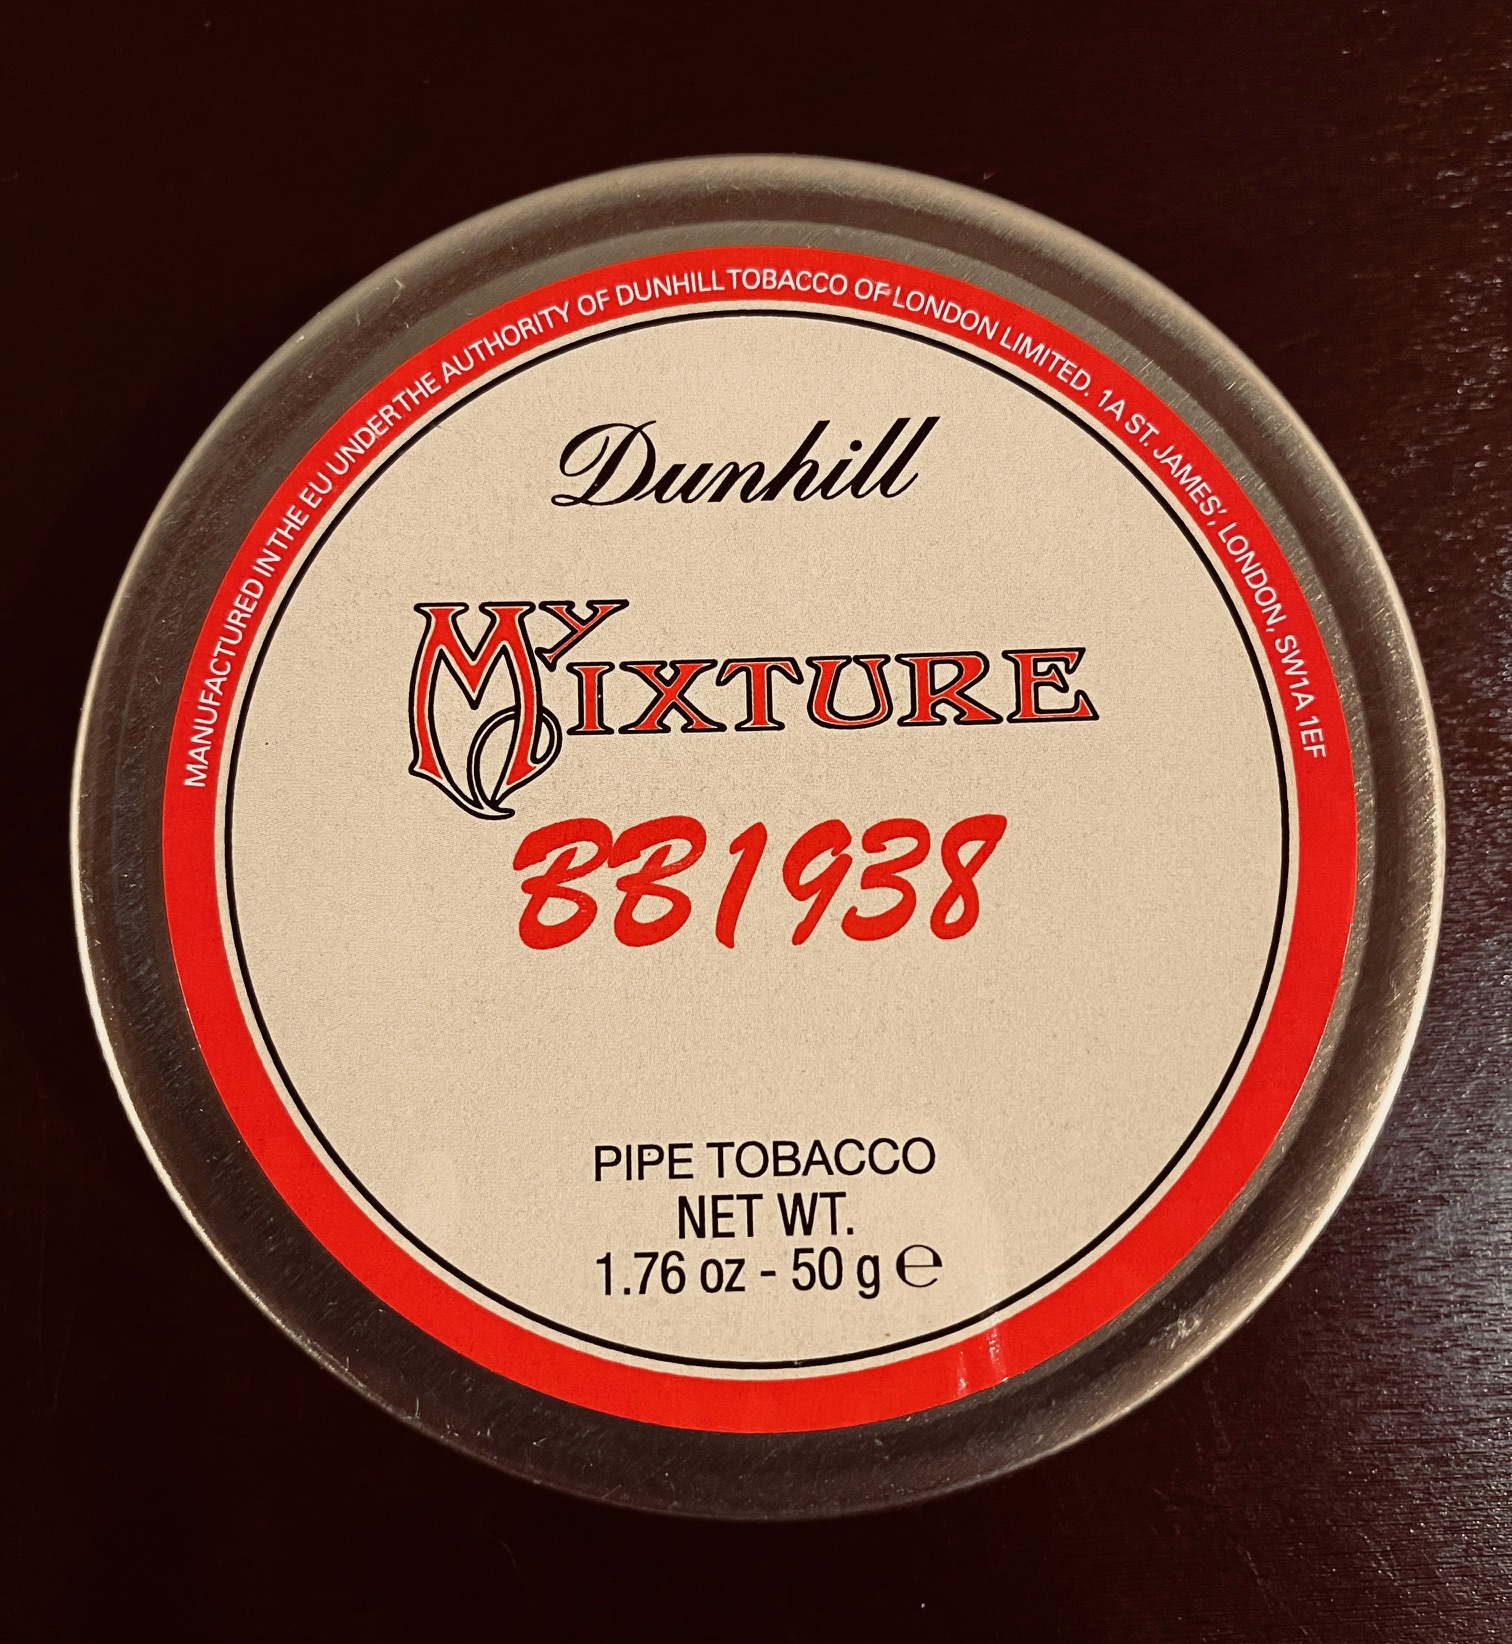 MANUFACTURED IN THE EU UNDER THE AUTHORITY OF DUNHILL TOBACCO OF LONDON LIMITED. 1A ST. JAMES', LONDON, SW1A 1EF
Dunhill
MY MIXTURE
BB1938
PIPE TOBACCO
NET WT.
1.76 oz - 50 g ℮